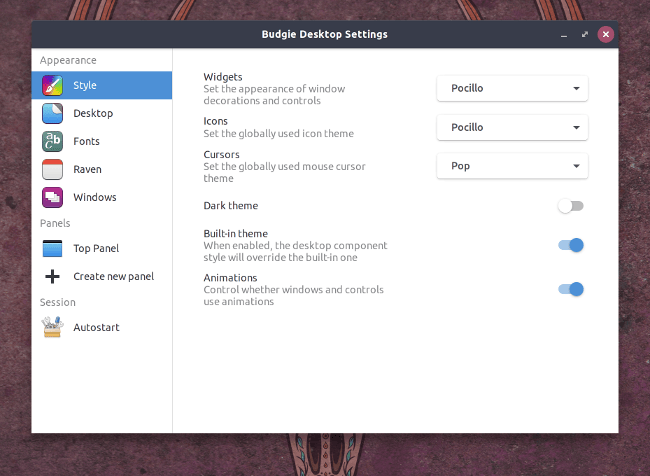 Budgie Desktop Settings
Appearance
Style
Desktop
Fonts
Raven
Windows
Panels
Top Panel
Create new panel
Session
Autostart
Widgets
Set the appearance of window
decorations and controls
Pocillo
Icons
Set the globally used icon theme
Pocillo
Cursors
Set the globally used mouse cursor
theme
Pop
Dark theme
Built-in theme
When enabled, the desktop component
style will override the built-in one
Animations
Control whether windows and controls
use animations